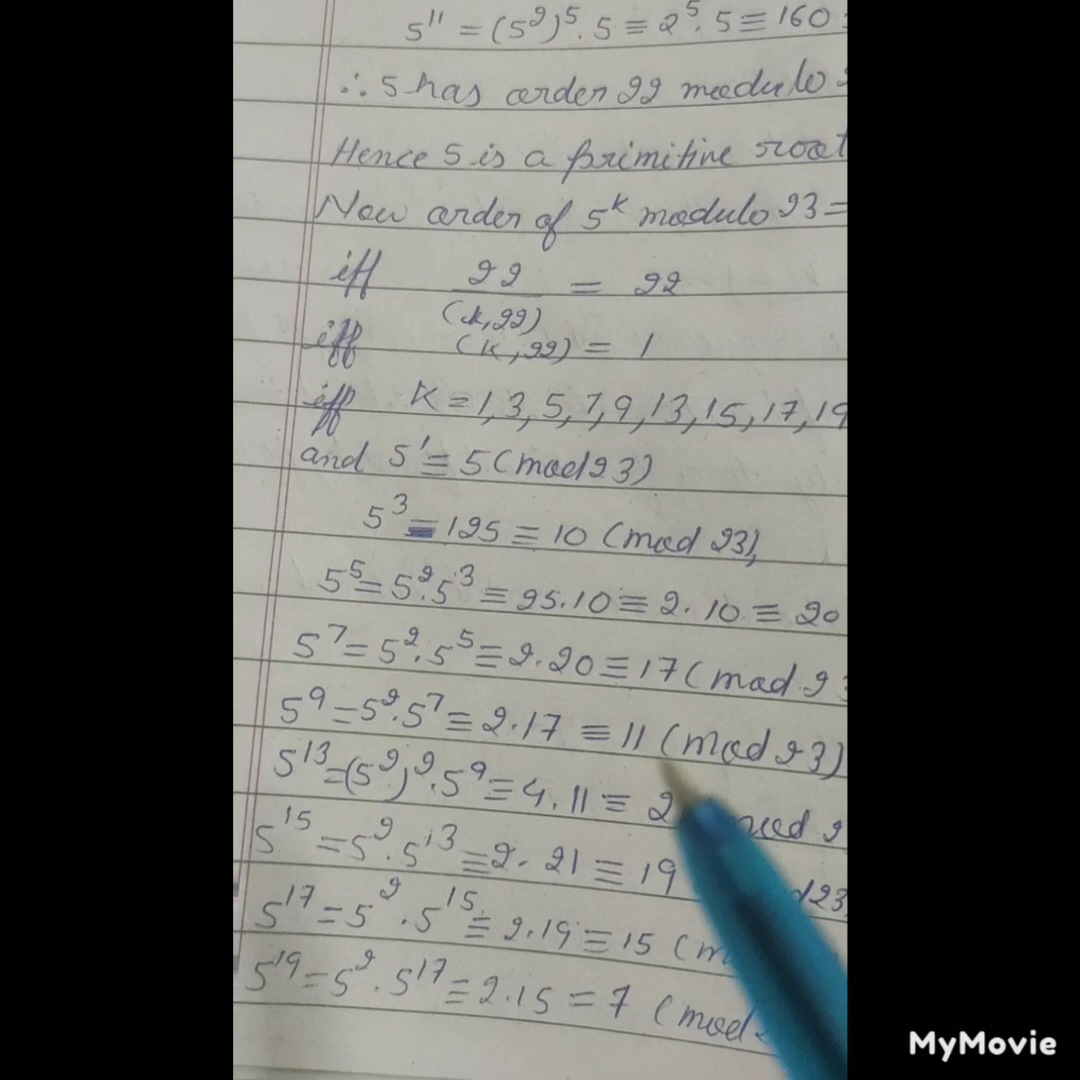 5¹¹ = (5²)⁵. 5 ≡ 2⁵. 5 ≡ 160
∴ 5 has order 22 modulo
Hence 5 is a primitive root
Now order of 5ᵏ modulo 23 =
iff 22/(k,22) = 22
iff (k,22) = 1
iff K = 1, 3, 5, 7, 9, 13, 15, 17, 19
and 5¹ ≡ 5 (mod 23)
5³ = 125 ≡ 10 (mod 23),
5⁵ = 5².5³ ≡ 25.10 ≡ 2.10 ≡ 20
5⁷ = 5².5⁵ ≡ 2.20 ≡ 17 (mod 23
5⁹ = 5².5⁷ ≡ 2.17 ≡ 11 (mod 23)
5¹³ = (5²)².5⁹ ≡ 4.11 ≡ 2 mod 2
5¹⁵ = 5².5¹³ ≡ 2.21 ≡ 19 d 23
5¹⁷ = 5².5¹⁵ ≡ 2.19 ≡ 15 (m
5¹⁹ = 5².5¹⁷ ≡ 2.15 = 7 (mod
MyMovie